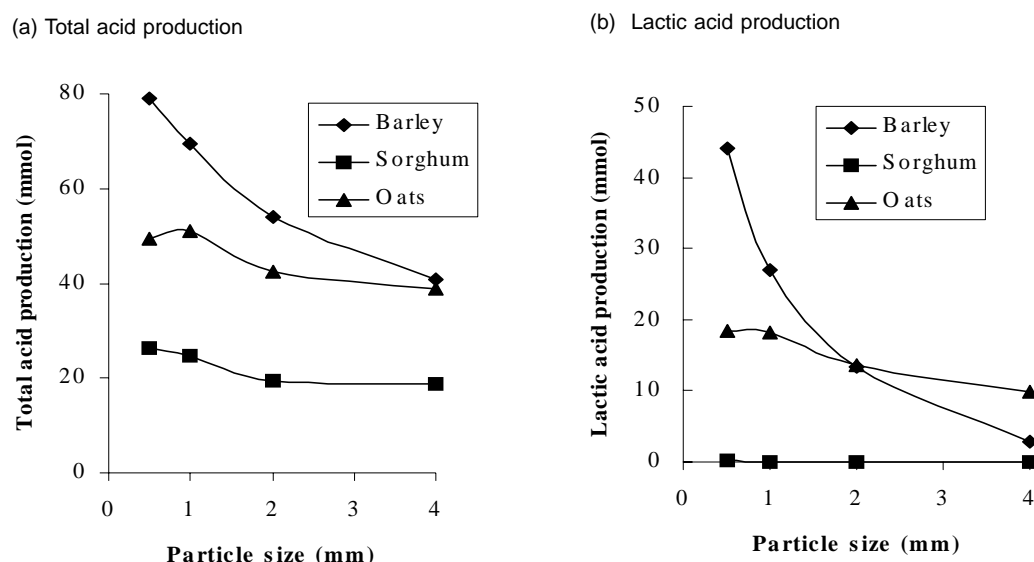 (a) Total acid production
Total acid production (mmol)
80
60
40
20
0
0 1 2 3 4
Particle size (mm)
Barley
Sorghum
Oats
(b) Lactic acid production
Lactic acid production (mmol)
50
40
30
20
10
0
0 1 2 3 4
Particle size (mm)
Barley
Sorghum
Oats